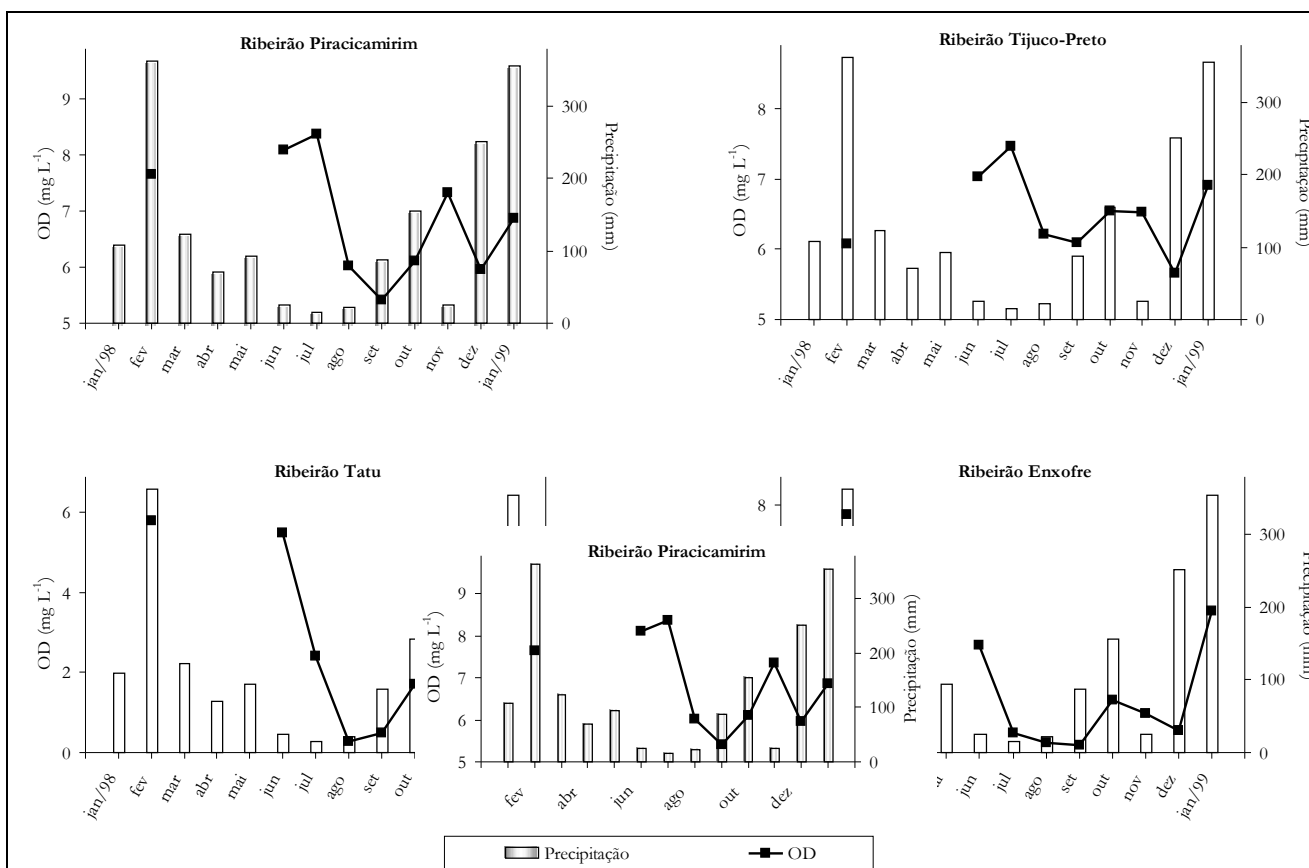 Ribeirão Piracicamirim
OD (mg L-1)
9
8
7
6
5
300
200
100
0
Precipitação (mm)
jan/98
fev
mar
abr
mai
jun
jul
ago
set
out
nov
dez
jan/99
Ribeirão Tijuco-Preto
OD (mg L-1)
8
7
6
5
300
200
100
0
Precipitação (mm)
jan/98
fev
mar
abr
mai
jun
jul
ago
set
out
nov
dez
jan/99
Ribeirão Tatu
OD (mg L-1)
6
4
2
0
jan/98
fev
mar
abr
mai
jun
jul
ago
set
out
8
Ribeirão Piracicamirim
OD (mg L-1)
9
8
7
6
5
300
200
100
0
Precipitação (mm)
fev
abr
jun
ago
out
dez
Ribeirão Enxofre
300
200
100
0
Precipitação (mm)
jun
jul
ago
set
out
nov
dez
jan/99
Precipitação
OD